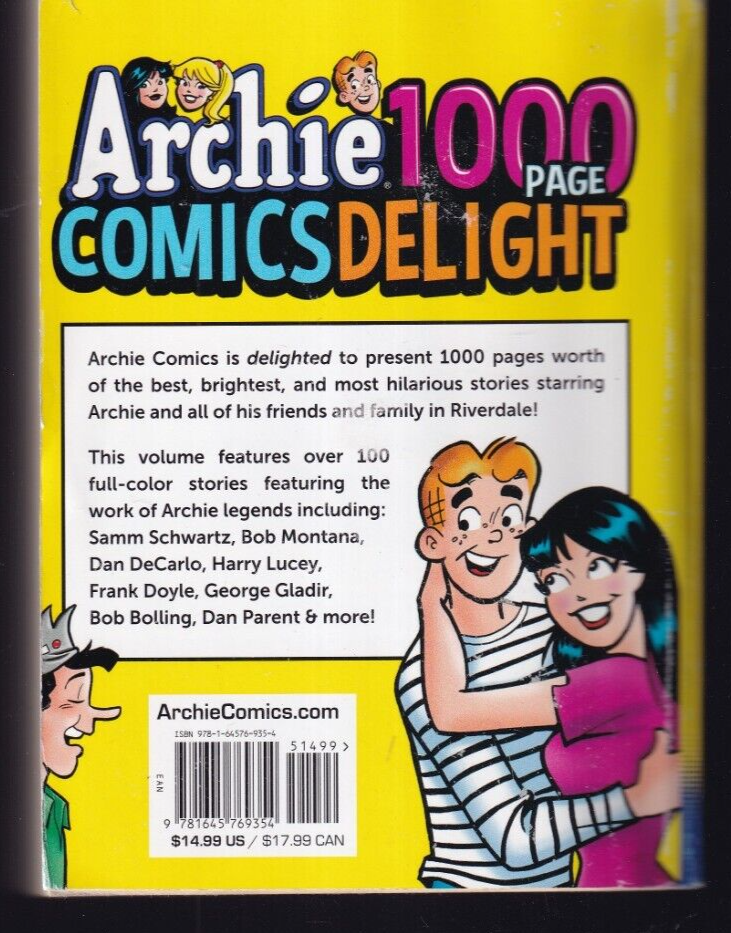 Archie® 1000
PAGE
COMICS DELIGHT
Archie Comics is delighted to present 1000 pages worth
of the best, brightest, and most hilarious stories starring
Archie and all of his friends and family in Riverdale!
This volume features over 100
full-color stories featuring the
work of Archie legends including:
Samm Schwartz, Bob Montana,
Dan DeCarlo, Harry Lucey,
Frank Doyle, George Gladir,
Bob Bolling, Dan Parent & more!
ArchieComics.com
ISBN 978-1-64576-935-4
51499 >
EAN
9 781645 769354
$14.99 US / $17.99 CAN